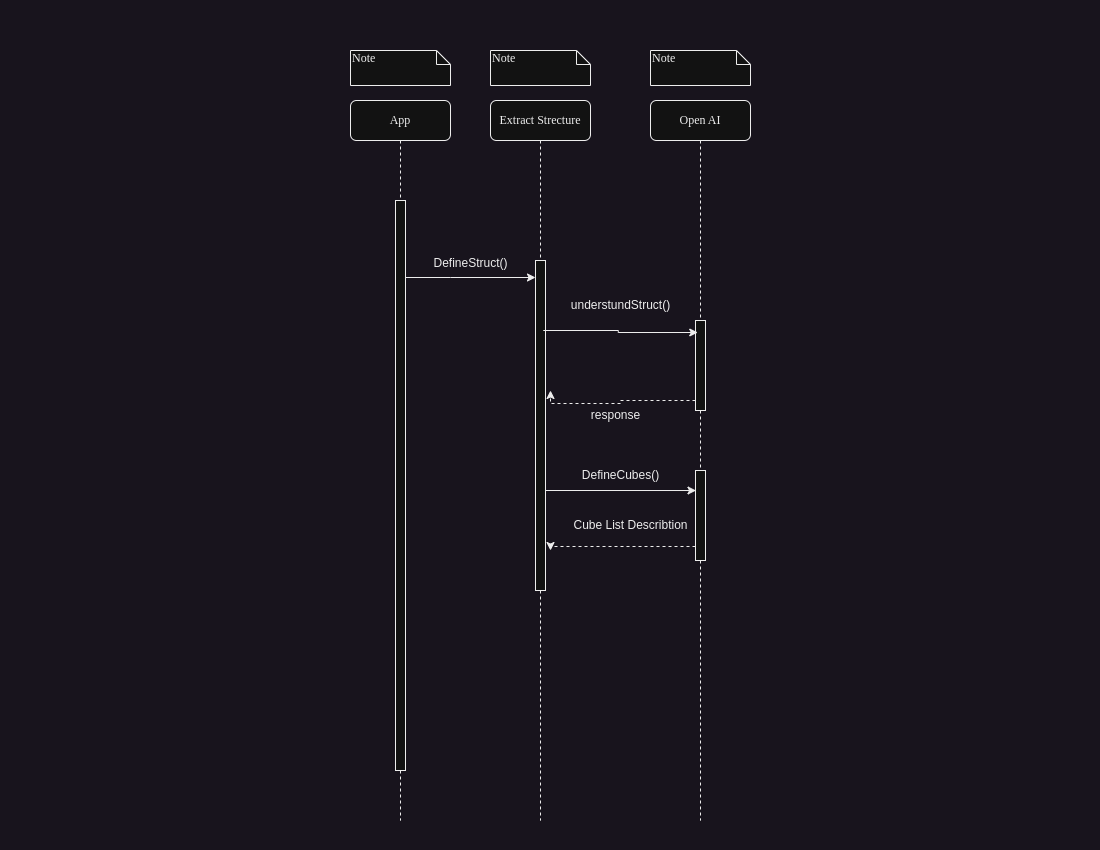 Note
Note
Note
App
Extract Strecture
Open AI
DefineStruct()
understundStruct()
response
DefineCubes()
Cube List Describtion